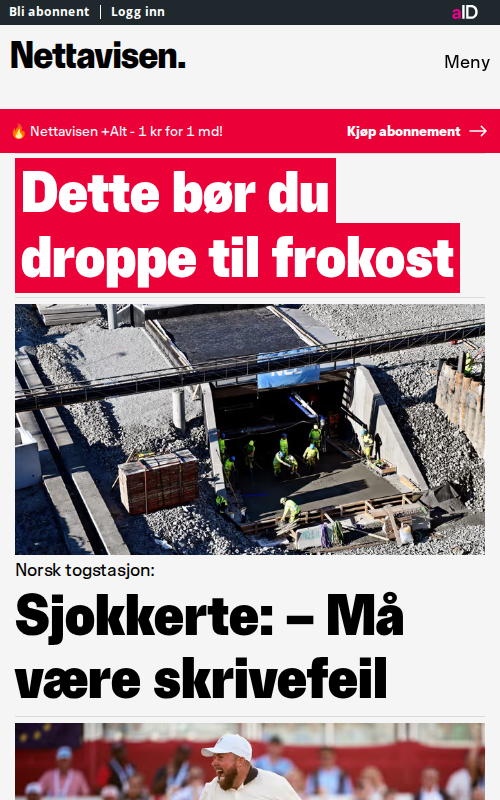 Bli abonnent
Logg inn
aID
Nettavisen.
Meny
🔥 Nettavisen +Alt - 1 kr for 1 md!
Kjøp abonnement →
Dette bør du
droppe til frokost
Norsk togstasjon:
Sjokkerte: – Må
være skrivefeil